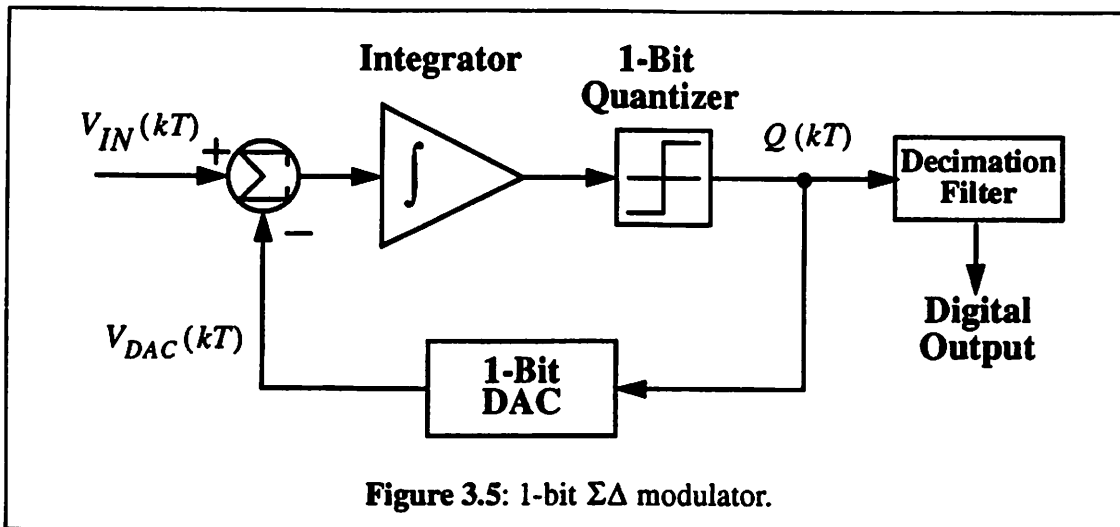 Integrator
1-Bit
Quantizer
V_IN (kT)
+
Σ
∫
Q (kT)
Decimation
Filter
−
V_DAC (kT)
1-Bit
DAC
Digital
Output
Figure 3.5: 1-bit ΣΔ modulator.